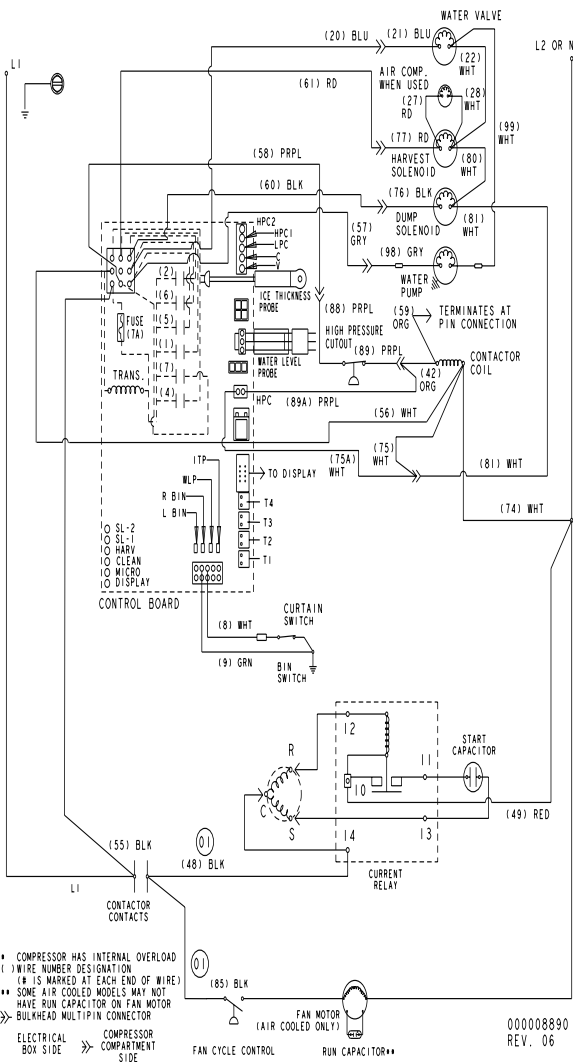 WATER VALVE
(20) BLU
(21) BLU
L2 OR N
L1
(22)
WHT
AIR COMP.
WHEN USED
(61) RD
(27)
RD
(28)
WHT
(99)
WHT
(77) RD
HARVEST
SOLENOID
(80)
WHT
(58) PRPL
(60) BLK
(76) BLK
DUMP
SOLENOID
(81)
WHT
(57)
GRY
(98) GRY
WATER
PUMP
HPC2
HPC1
LPC
C
V
(2)
(6)
(5)
(1)
(7)
(4)
FUSE
(7A)
TRANS.
ICE THICKNESS
PROBE
(88) PRPL
(59)
ORG
TERMINATES AT
PIN CONNECTION
HIGH PRESSURE
CUTOUT
WATER LEVEL
PROBE
(89) PRPL
CONTACTOR
COIL
(42)
ORG
HPC
(89A) PRPL
(56) WHT
(75)
WHT
(75A)
WHT
(81) WHT
(74) WHT
TO DISPLAY
ITP
WLP
R BIN
L BIN
T4
T3
T2
T1
SL-2
SL-1
HARV
CLEAN
MICRO
DISPLAY
CONTROL BOARD
(8) WHT
CURTAIN
SWITCH
(9) GRN
BIN
SWITCH
R
C
S
12
11
10
14
13
START
CAPACITOR
(49) RED
CURRENT
RELAY
(55) BLK
(01)
(48) BLK
L1
CONTACTOR
CONTACTS
* COMPRESSOR HAS INTERNAL OVERLOAD
( ) WIRE NUMBER DESIGNATION
(# IS MARKED AT EACH END OF WIRE)
** SOME AIR COOLED MODELS MAY NOT
HAVE RUN CAPACITOR ON FAN MOTOR
BULKHEAD MULTIPIN CONNECTOR
ELECTRICAL
BOX SIDE
COMPRESSOR
COMPARTMENT
SIDE
(01)
(85) BLK
FAN CYCLE CONTROL
FAN MOTOR
(AIR COOLED ONLY)
RUN CAPACITOR**
000008890
REV. 06